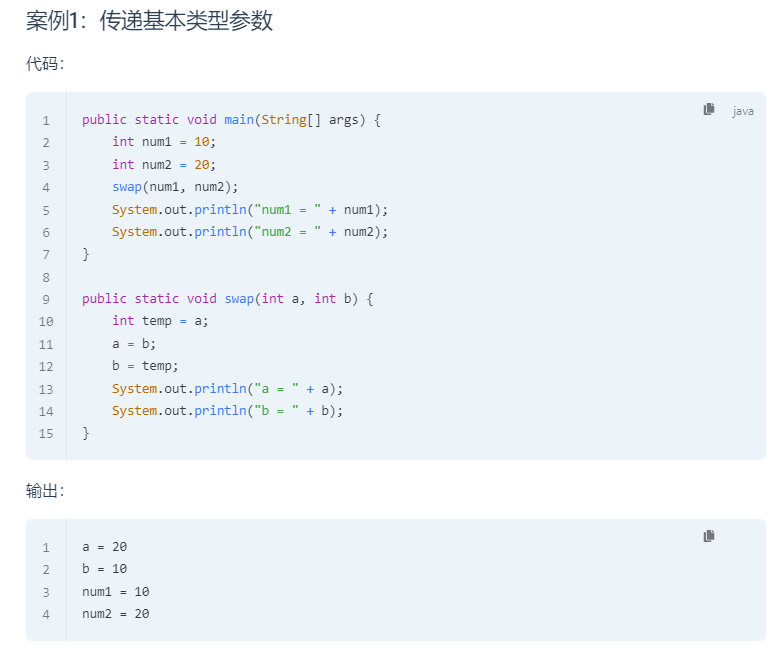 案例1：传递基本类型参数
代码：
java
1 public static void main(String[] args) {
2     int num1 = 10;
3     int num2 = 20;
4     swap(num1, num2);
5     System.out.println("num1 = " + num1);
6     System.out.println("num2 = " + num2);
7 }
8
9 public static void swap(int a, int b) {
10     int temp = a;
11     a = b;
12     b = temp;
13     System.out.println("a = " + a);
14     System.out.println("b = " + b);
15 }
输出：
1 a = 20
2 b = 10
3 num1 = 10
4 num2 = 20